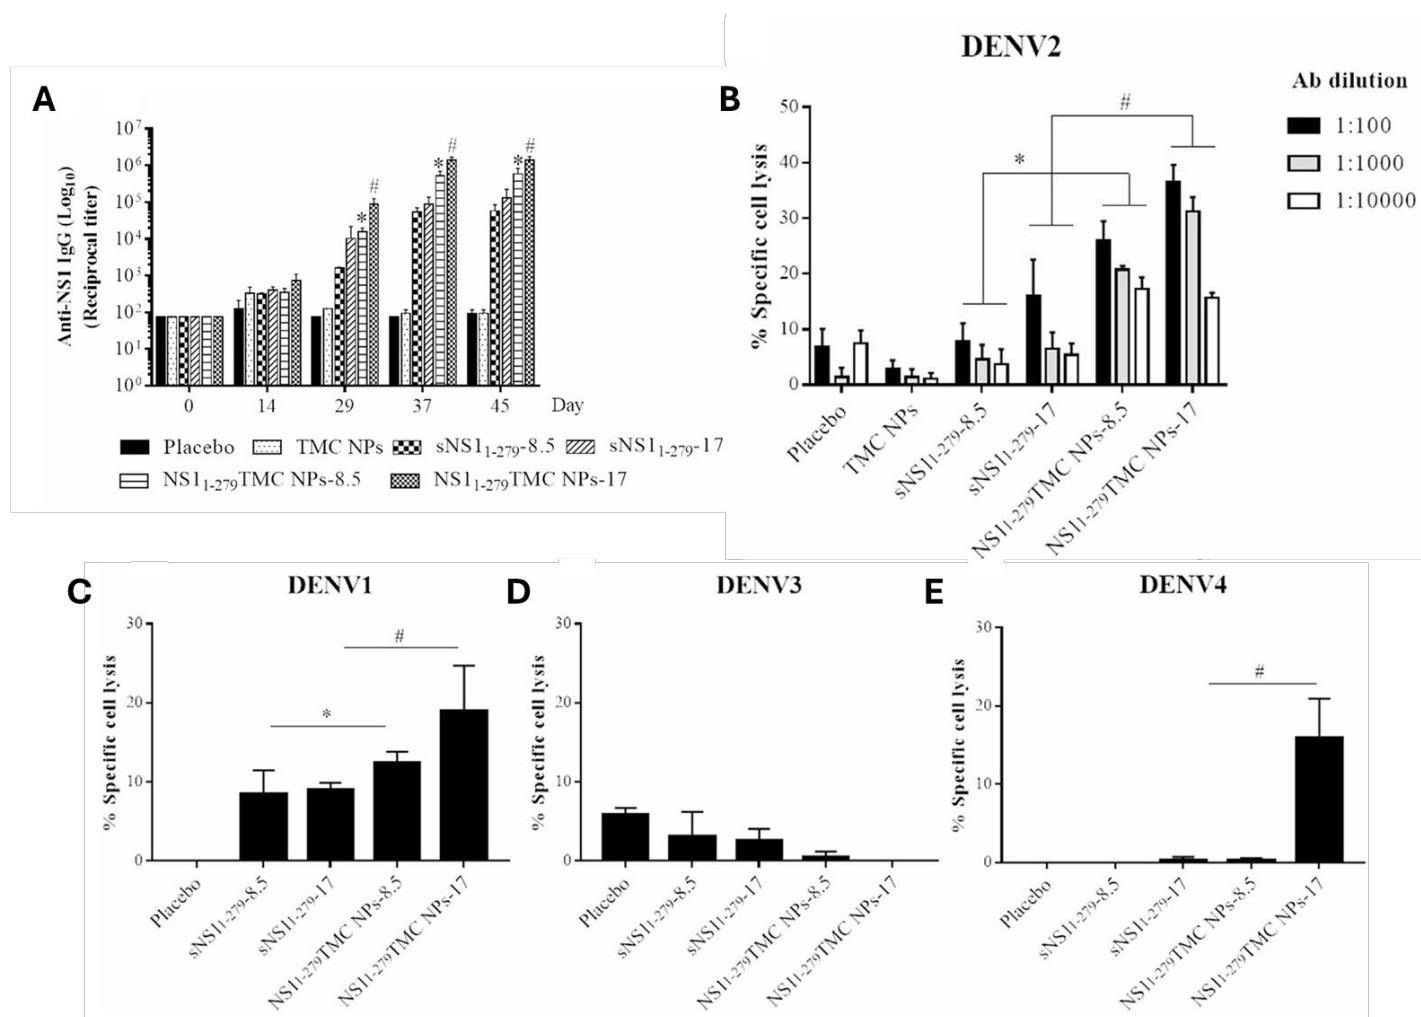 A
Anti-NS1 IgG (Log₁₀)
(Reciprocal titer)
10⁷
10⁶
10⁵
10⁴
10³
10²
10¹
10⁰
#
*
#
*
#
*
0 14 29 37 45 Day
Placebo TMC NPs sNS1₁₋₂₇₉-8.5 sNS1₁₋₂₇₉-17
NS1₁₋₂₇₉TMC NPs-8.5 NS1₁₋₂₇₉TMC NPs-17
B
DENV2
% Specific cell lysis
50
40
30
20
10
0
#
*
Ab dilution
1:100
1:1000
1:10000
Placebo
TMC NPs
sNS1₁₋₂₇₉-8.5
sNS1₁₋₂₇₉-17
NS1₁₋₂₇₉TMC NPs-8.5
NS1₁₋₂₇₉TMC NPs-17
C
DENV1
% Specific cell lysis
30
20
10
0
#
*
Placebo
sNS1₁₋₂₇₉-8.5
sNS1₁₋₂₇₉-17
NS1₁₋₂₇₉TMC NPs-8.5
NS1₁₋₂₇₉TMC NPs-17
D
DENV3
% Specific cell lysis
30
20
10
0
Placebo
sNS1₁₋₂₇₉-8.5
sNS1₁₋₂₇₉-17
NS1₁₋₂₇₉TMC NPs-8.5
NS1₁₋₂₇₉TMC NPs-17
E
DENV4
% Specific cell lysis
30
20
10
0
#
Placebo
sNS1₁₋₂₇₉-8.5
sNS1₁₋₂₇₉-17
NS1₁₋₂₇₉TMC NPs-8.5
NS1₁₋₂₇₉TMC NPs-17